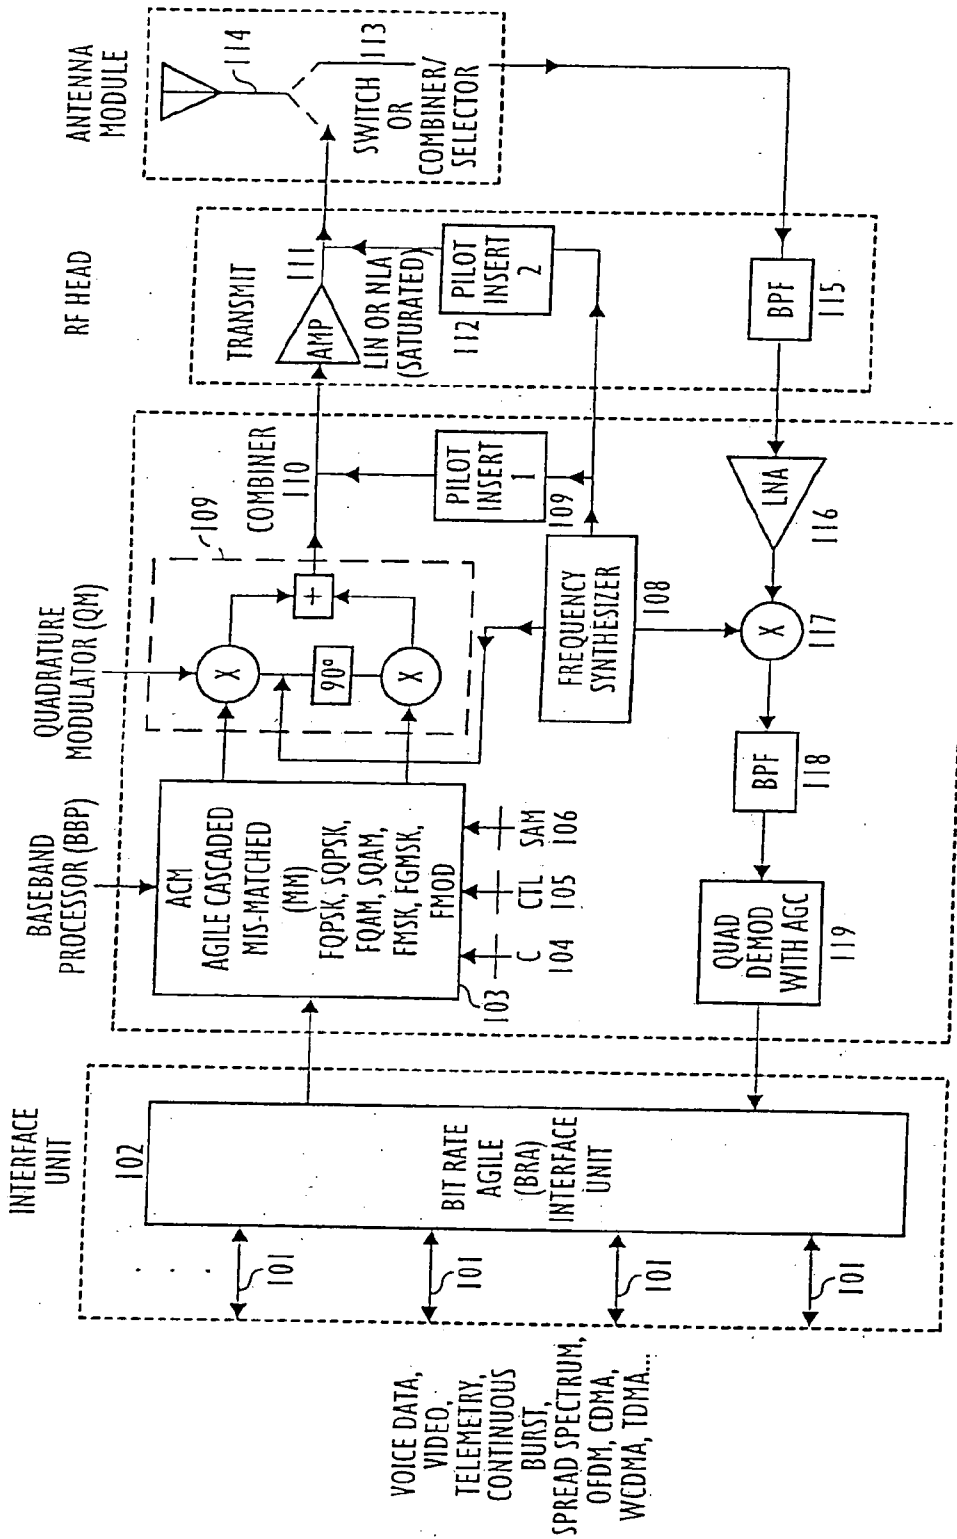 INTERFACE
UNIT
BASEBAND
PROCESSOR (BBP)
QUADRATURE
MODULATOR (QM)
RF HEAD
ANTENNA
MODULE
VOICE DATA,
VIDEO,
TELEMETRY,
CONTINUOUS
BURST,
SPREAD SPECTRUM,
OFDM, CDMA,
WCDMA, TDMA...
101
101
101
101
102
BIT RATE
AGILE
(BRA)
INTERFACE
UNIT
ACM
AGILE CASCADED
MIS-MATCHED
(MM)
FQPSK, SQPSK,
FQAM, SQAM,
FMSK, FGMSK,
FMOD
103
C
104
CTL
105
SAM
106
109
X
90°
X
+
COMBINER
110
PILOT
INSERT
1
109
FREQUENCY
SYNTHESIZER
108
TRANSMIT
AMP
111
LIN OR NLA
(SATURATED)
112
PILOT
INSERT
2
114
113
SWITCH
OR
COMBINER/
SELECTOR
BPF
115
LNA
116
X
117
BPF
118
QUAD
DEMOD
WITH AGC
119